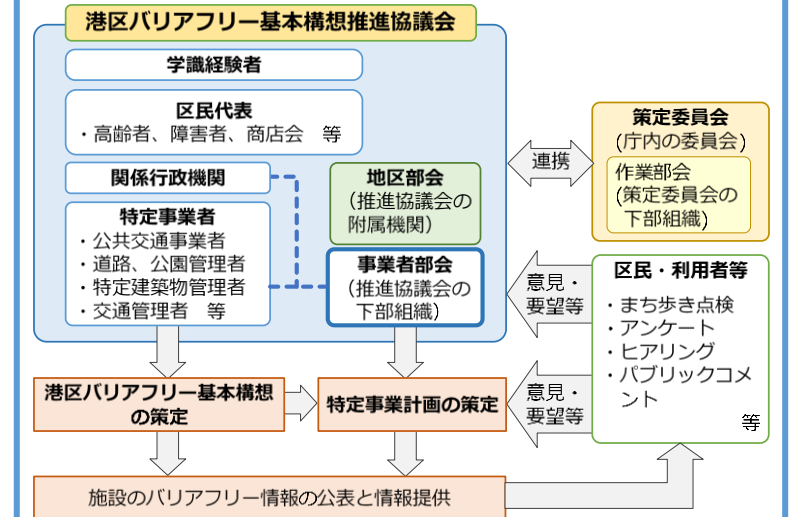 港区バリアフリー基本構想推進協議会
学識経験者
区民代表
・高齢者、障害者、商店会　等
関係行政機関
特定事業者
・公共交通事業者
・道路、公園管理者
・特定建築物管理者
・交通管理者　等
地区部会
（推進協議会の
附属機関）
事業者部会
（推進協議会の
下部組織）
連携
策定委員会
(庁内の委員会)
作業部会
(策定委員会の
下部組織)
意見・
要望等
区民・利用者等
・まち歩き点検
・アンケート
・ヒアリング
・パブリックコメ
ント
等
港区バリアフリー基本構想
の策定
特定事業計画の策定
意見・
要望等
施設のバリアフリー情報の公表と情報提供